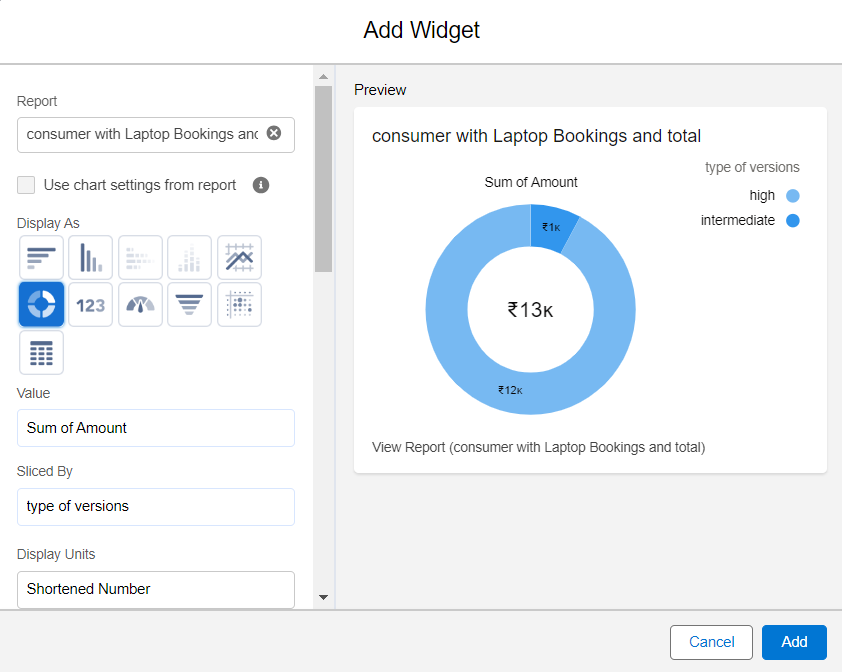 Add Widget
Report
consumer with Laptop Bookings anc
Use chart settings from report
Display As
123
Value
Sum of Amount
Sliced By
type of versions
Display Units
Shortened Number
Preview
consumer with Laptop Bookings and total
type of versions
high
intermediate
Sum of Amount
₹1K
₹13K
₹12K
View Report (consumer with Laptop Bookings and total)
Cancel
Add